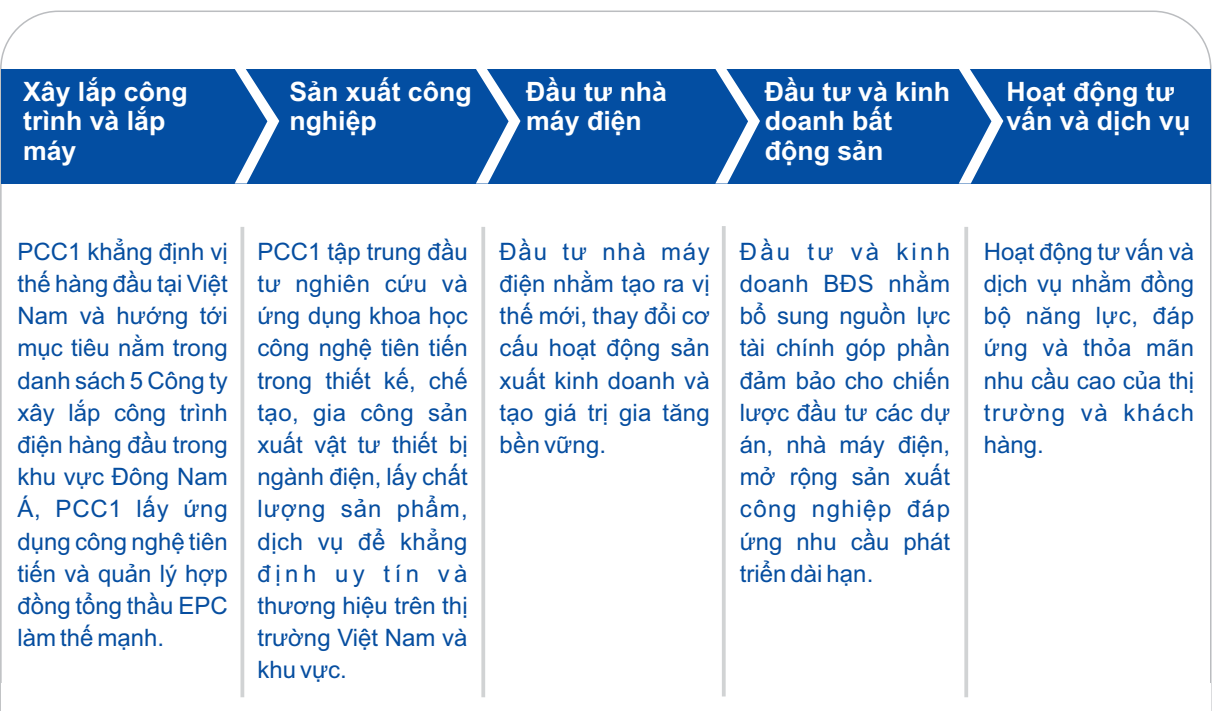 Xây lắp công
trình và lắp
máy
Sản xuất công
nghiệp
Đầu tư nhà
máy điện
Đầu tư và kinh
doanh bất
động sản
Hoạt động tư
vấn và dịch vụ
PCC1 khẳng định vị
thế hàng đầu tại Việt
Nam và hướng tới
mục tiêu nằm trong
danh sách 5 Công ty
xây lắp công trình
điện hàng đầu trong
khu vực Đông Nam
Á, PCC1 lấy ứng
dụng công nghệ tiên
tiến và quản lý hợp
đồng tổng thầu EPC
làm thế mạnh.
PCC1 tập trung đầu
tư nghiên cứu và
ứng dụng khoa học
công nghệ tiên tiến
trong thiết kế, chế
tạo, gia công sản
xuất vật tư thiết bị
ngành điện, lấy chất
lượng sản phẩm,
dịch vụ để khẳng
định uy tín và
thương hiệu trên thị
trường Việt Nam và
khu vực.
Đầu tư nhà máy
điện nhằm tạo ra vị
thế mới, thay đổi cơ
cấu hoạt động sản
xuất kinh doanh và
tạo giá trị gia tăng
bền vững.
Đầu tư và kinh
doanh BĐS nhằm
bổ sung nguồn lực
tài chính góp phần
đảm bảo cho chiến
lược đầu tư các dự
án, nhà máy điện,
mở rộng sản xuất
công nghiệp đáp
ứng nhu cầu phát
triển dài hạn.
Hoạt động tư vấn và
dịch vụ nhằm đồng
bộ năng lực, đáp
ứng và thỏa mãn
nhu cầu cao của thị
trường và khách
hàng.